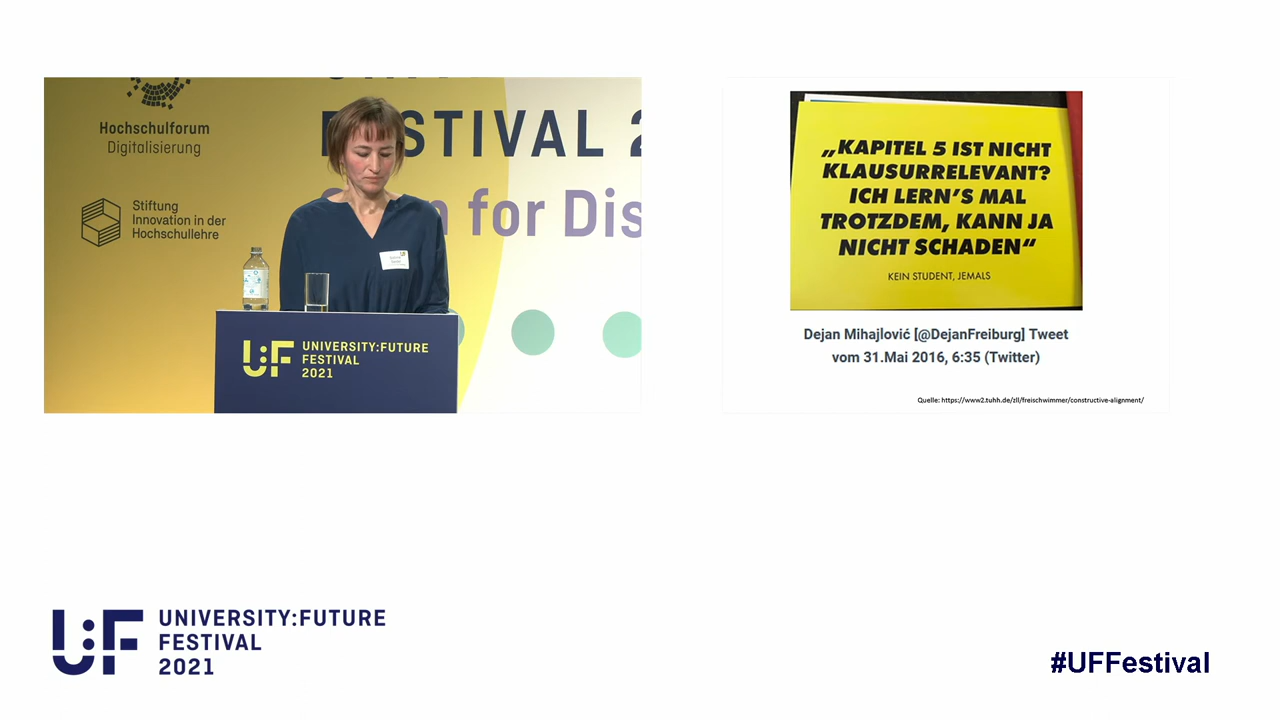 Hochschulforum
Digitalisierung
Stiftung
Innovation in der
Hochschullehre
STIVAL 2
for Dis
U:F UNIVERSITY:FUTURE
FESTIVAL
2021
„KAPITEL 5 IST NICHT
KLAUSURRELEVANT?
ICH LERN'S MAL
TROTZDEM, KANN JA
NICHT SCHADEN“
KEIN STUDENT, JEMALS
Dejan Mihajlović [@DejanFreiburg] Tweet
vom 31.Mai 2016, 6:35 (Twitter)
Quelle: https://www2.tuhh.de/zll/freischwimmer/constructive-alignment/
U:F UNIVERSITY:FUTURE
FESTIVAL
2021
#UFFestival